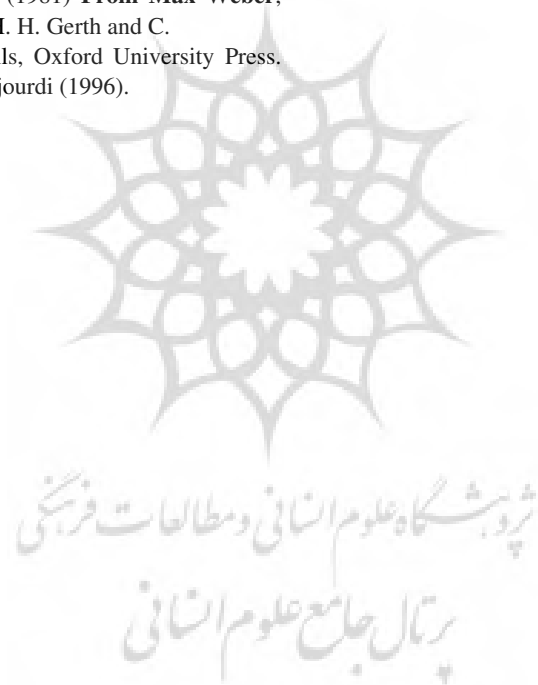 (1981) From Max Weber,
H. H. Gerth and C.
ls, Oxford University Press.
jourdi (1996).
پژوهشگاه علوم انسانی و مطالعات فرهنگی
پرتال جامع علوم انسانی